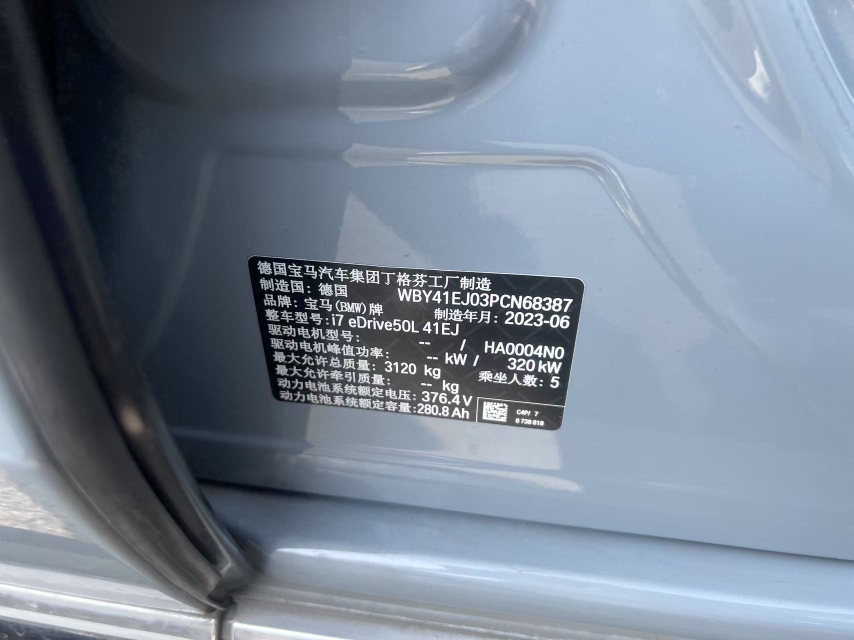 德国宝马汽车集团丁格芬工厂制造
制造国: 德国 WBY41EJ03PCN68387
品牌: 宝马(BMW)牌 制造年月: 2023-06
整车型号: i7 eDrive50L 41EJ
驱动电机型号: -- / HA0004N0
驱动电机峰值功率: -- kW / 320 kW
最大允许总质量: 3120 kg 乘坐人数: 5
最大允许牵引质量: -- kg
动力电池系统额定电压: 376.4 V
动力电池系统额定容量: 280.8 Ah
C4P/ 7
8 738 818